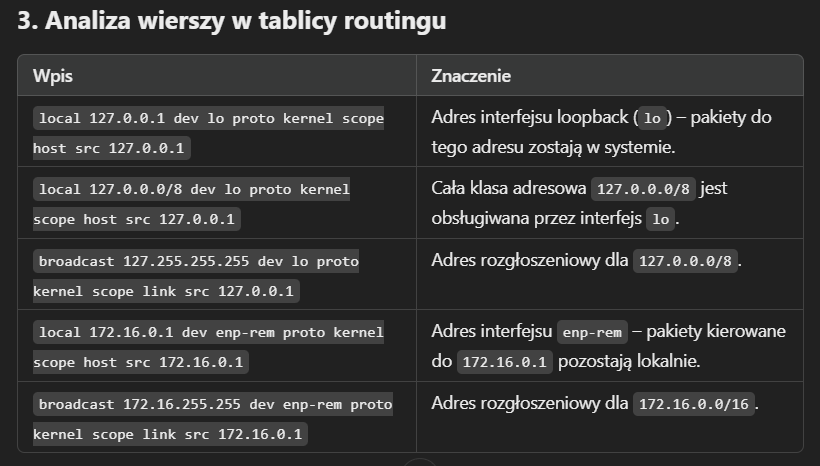 3. Analiza wierszy w tablicy routingu
Wpis
Znaczenie
local 127.0.0.1 dev lo proto kernel scope
host src 127.0.0.1
Adres interfejsu loopback ( lo ) – pakiety do
tego adresu zostają w systemie.
local 127.0.0.0/8 dev lo proto kernel
scope host src 127.0.0.1
Cała klasa adresowa 127.0.0.0/8 jest
obsługiwana przez interfejs lo .
broadcast 127.255.255.255 dev lo proto
kernel scope link src 127.0.0.1
Adres rozgłoszeniowy dla 127.0.0.0/8 .
local 172.16.0.1 dev enp-rem proto kernel
scope host src 172.16.0.1
Adres interfejsu enp-rem – pakiety kierowane
do 172.16.0.1 pozostają lokalnie.
broadcast 172.16.255.255 dev enp-rem proto
kernel scope link src 172.16.0.1
Adres rozgłoszeniowy dla 172.16.0.0/16 .